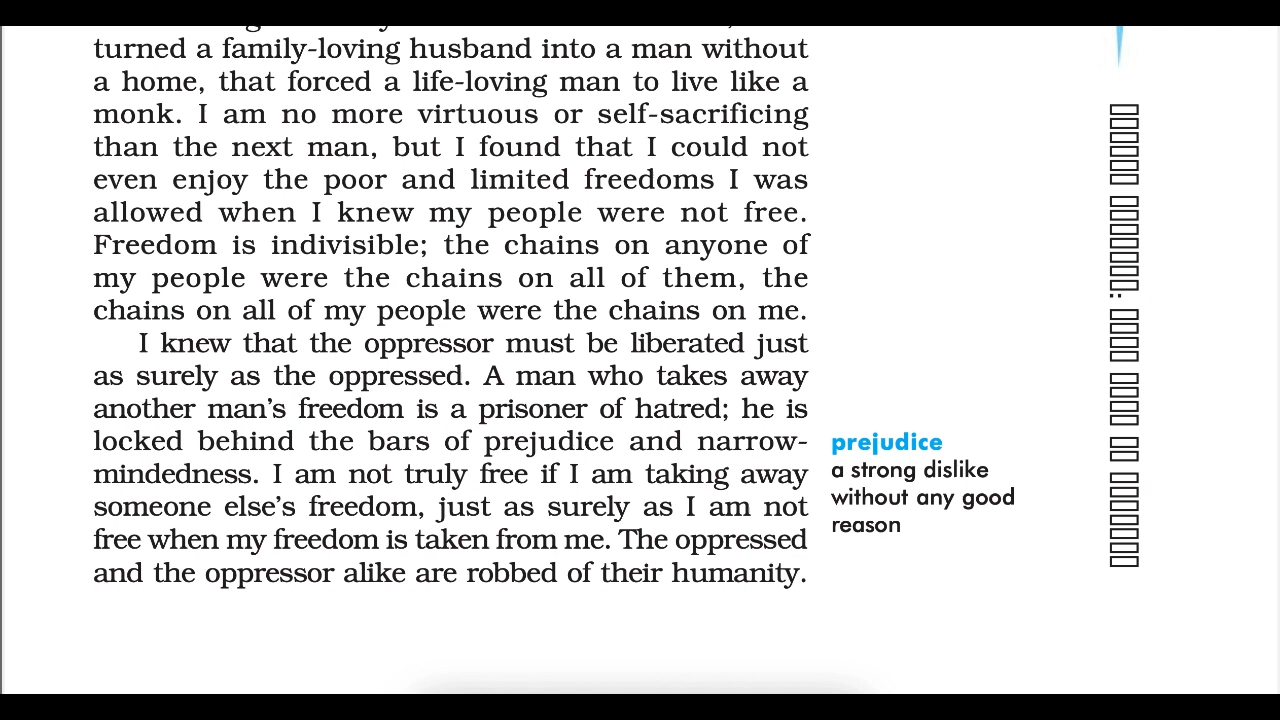 turned a family-loving husband into a man without
a home, that forced a life-loving man to live like a
monk. I am no more virtuous or self-sacrificing
than the next man, but I found that I could not
even enjoy the poor and limited freedoms I was
allowed when I knew my people were not free.
Freedom is indivisible; the chains on anyone of
my people were the chains on all of them, the
chains on all of my people were the chains on me.
I knew that the oppressor must be liberated just
as surely as the oppressed. A man who takes away
another man's freedom is a prisoner of hatred; he is
locked behind the bars of prejudice and narrow-
mindedness. I am not truly free if I am taking away
someone else's freedom, just as surely as I am not
free when my freedom is taken from me. The oppressed
and the oppressor alike are robbed of their humanity.
prejudice
a strong dislike
without any good
reason